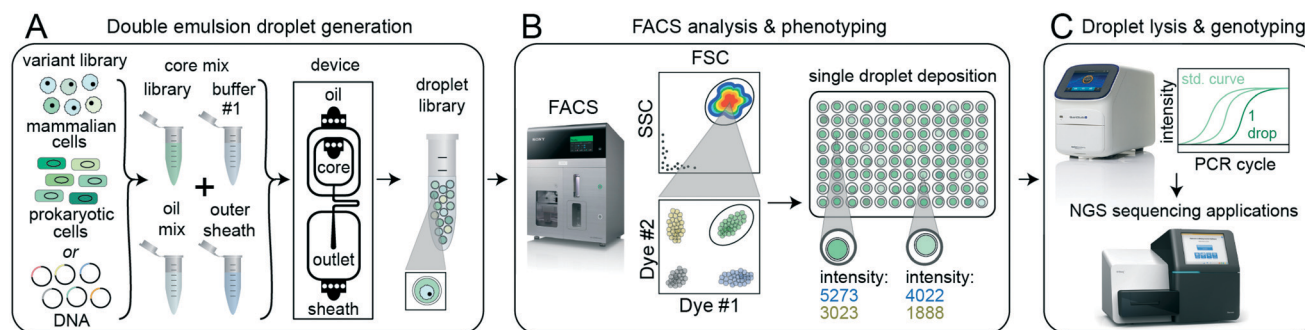 A
Double emulsion droplet generation
variant library
mammalian
cells
prokaryotic
cells
or
DNA
core mix
library
buffer
#1
+
oil
mix
outer
sheath
device
oil
core
outlet
sheath
droplet
library
B
FACS analysis & phenotyping
FACS
FSC
SSC
Dye #2
Dye #1
single droplet deposition
intensity:
5273
3023
intensity:
4022
1888
C
Droplet lysis & genotyping
intensity
std. curve
1
drop
PCR cycle
NGS sequencing applications